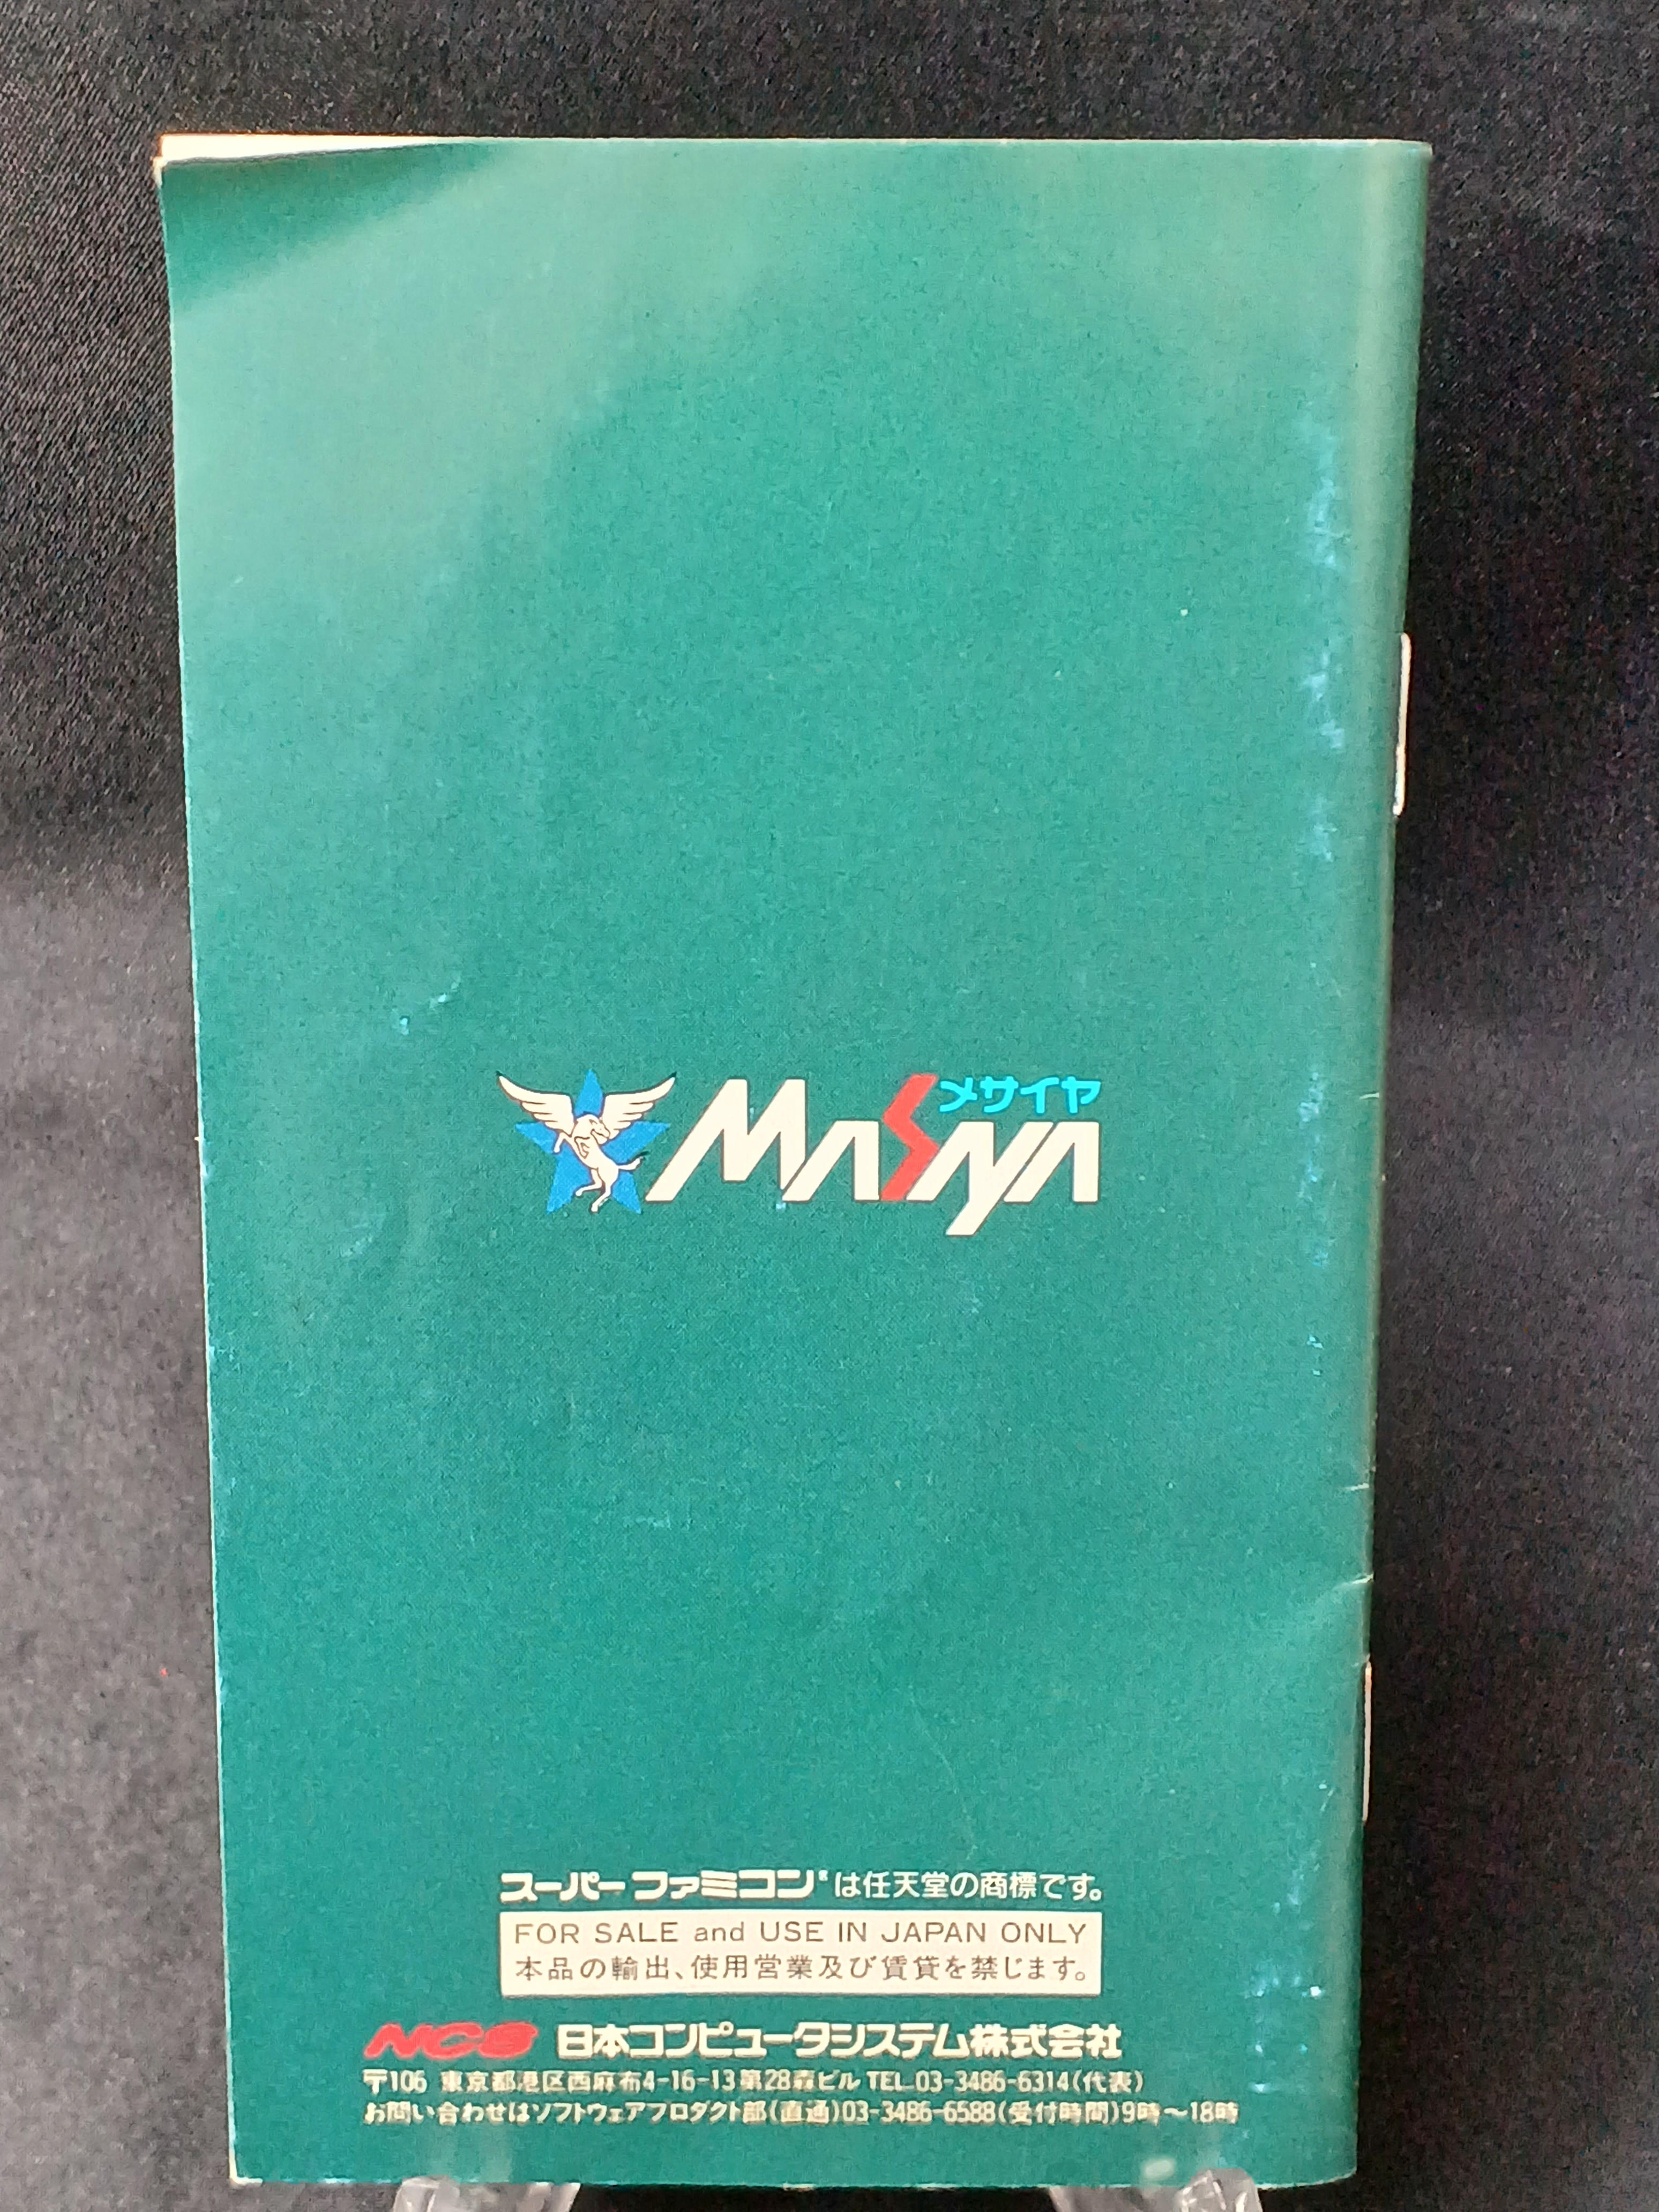 メサイヤ
MASAYA
スーパーファミコン®は任天堂の商標です。
FOR SALE and USE IN JAPAN ONLY
本品の輸出、使用営業及び賃貸を禁じます。
NCS 日本コンピュータシステム株式会社
〒106 東京都港区西麻布4-16-13第28森ビル TEL 03-3486-6314(代表)
お問い合わせはソフトウェアプロダクト部(直通)03-3486-6588(受付時間)9時〜18時